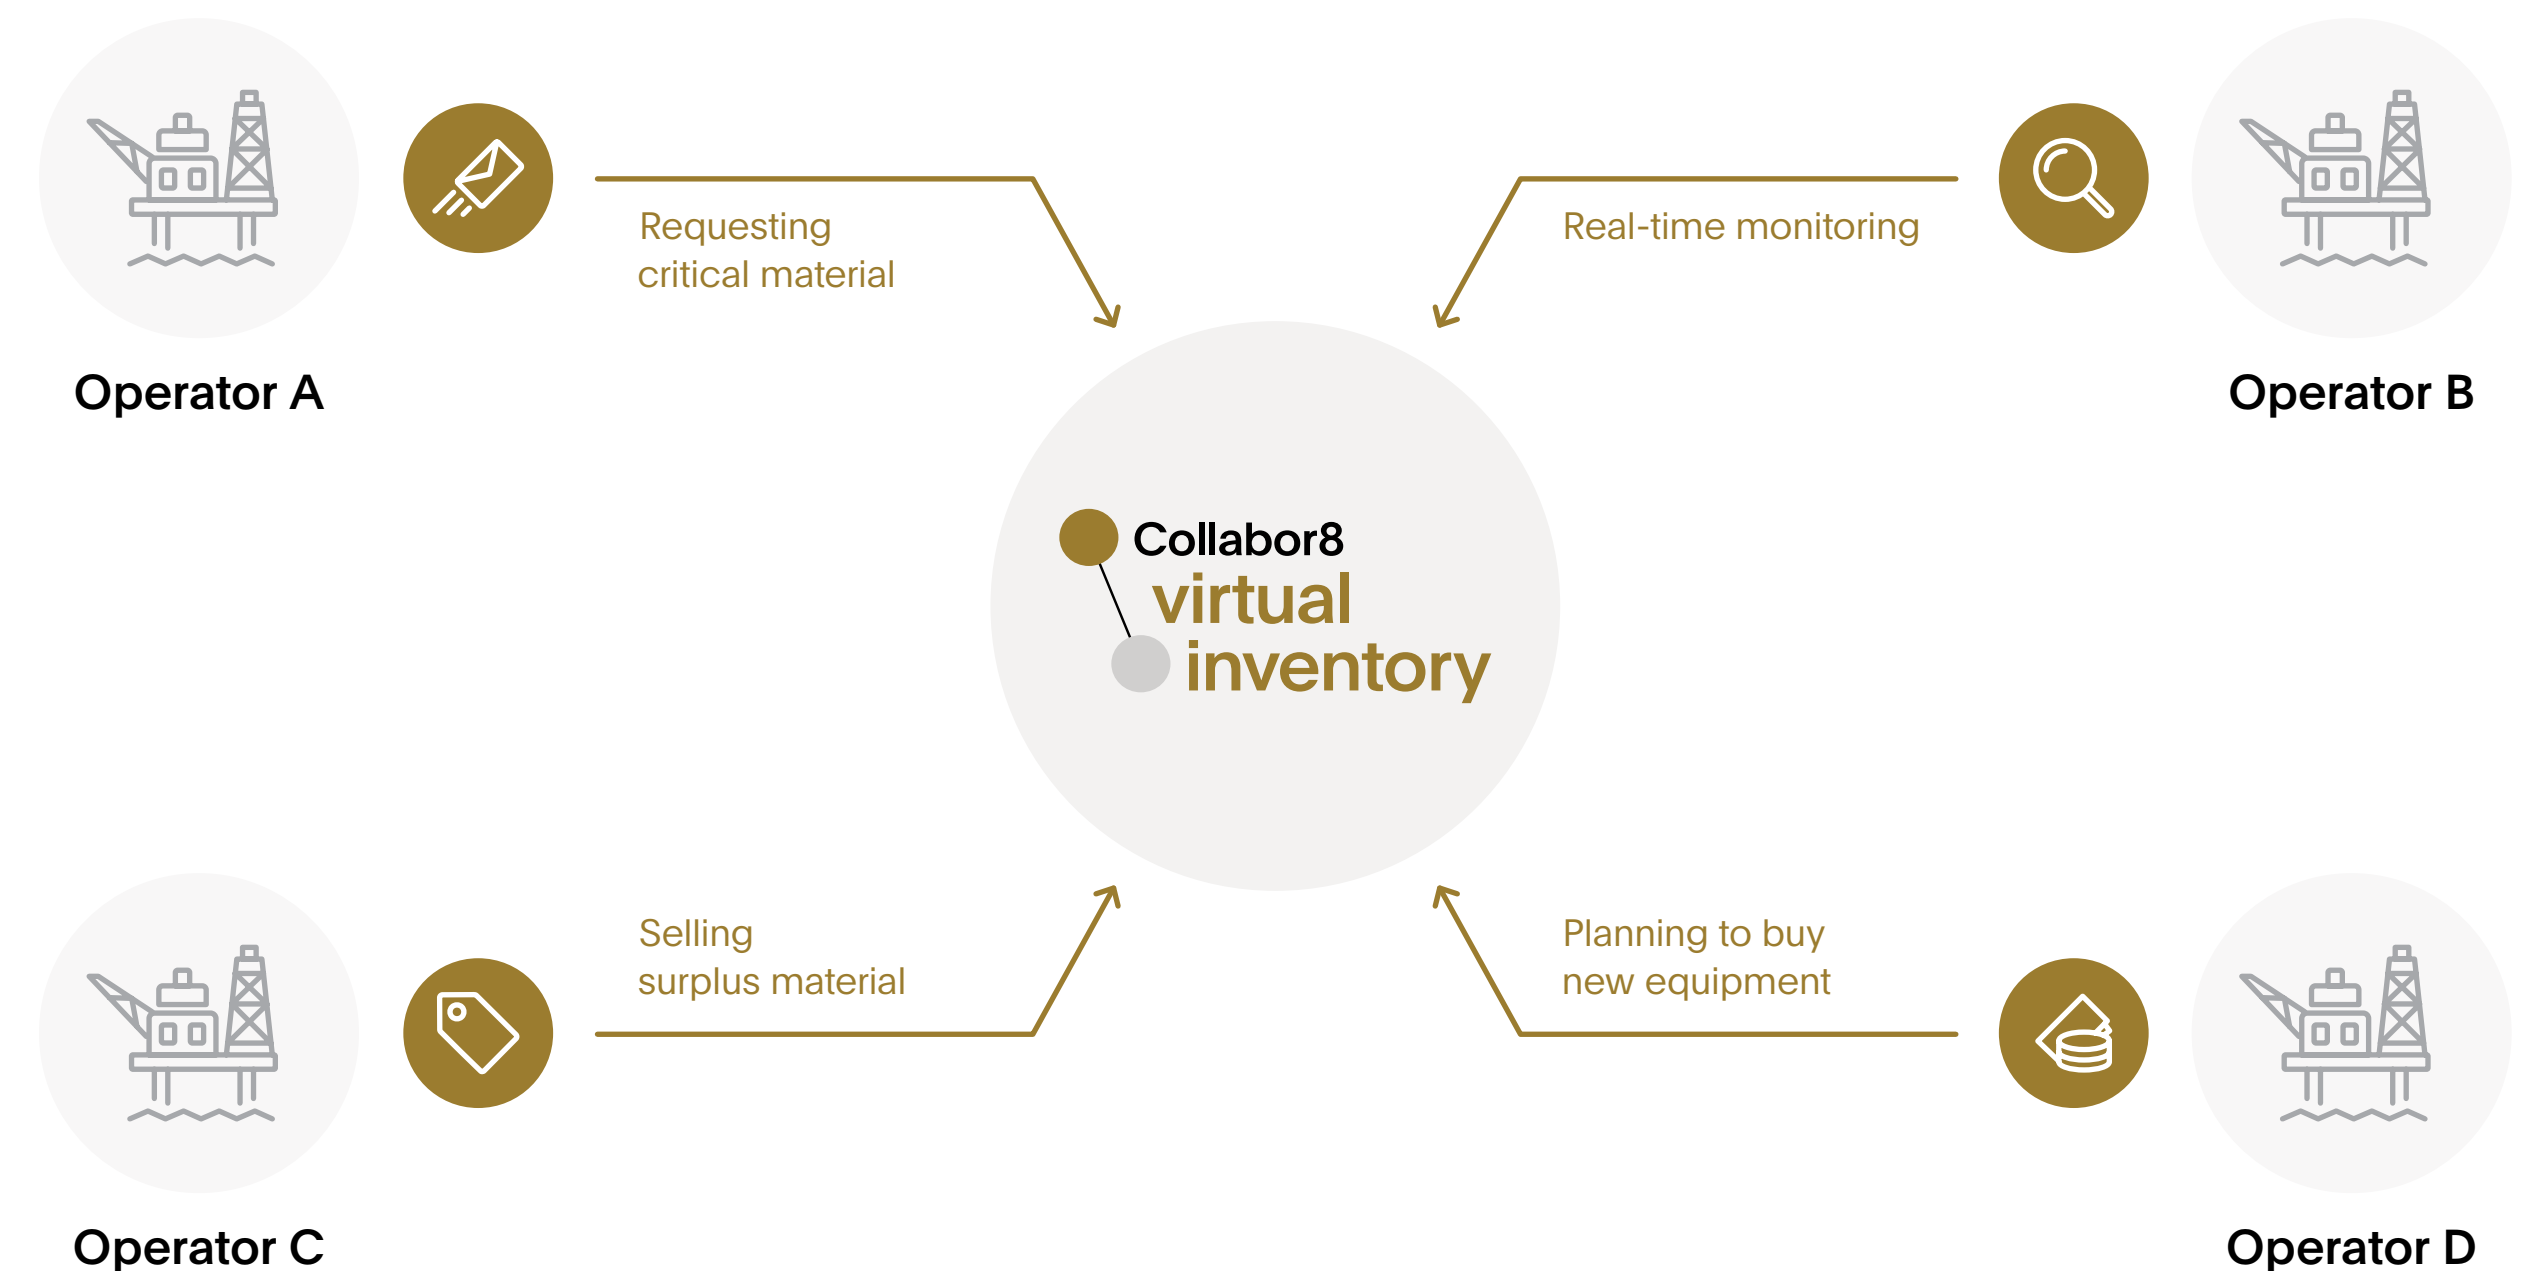 Requesting
critical material
Real-time monitoring
Operator A
Operator B
Collabor8
virtual
inventory
Selling
surplus material
Planning to buy
new equipment
Operator C
Operator D